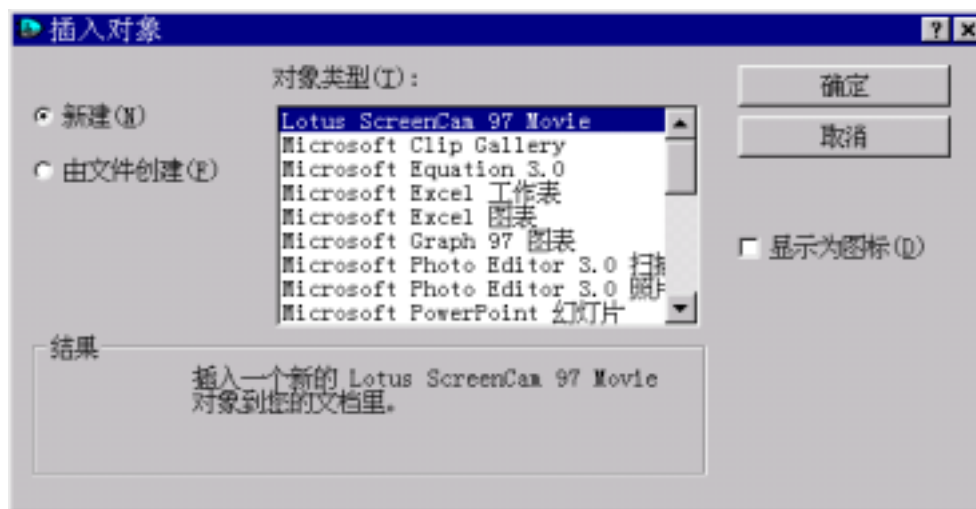 插入对象
对象类型(T):
新建(N)
由文件创建(F)
Lotus ScreenCam 97 Movie
Microsoft Clip Gallery
Microsoft Equation 3.0
Microsoft Excel 工作表
Microsoft Excel 图表
Microsoft Graph 97 图表
Microsoft Photo Editor 3.0 扫描
Microsoft Photo Editor 3.0 照片
Microsoft PowerPoint 幻灯片
确定
取消
显示为图标(D)
结果
插入一个新的 Lotus ScreenCam 97 Movie
对象到您的文档里。